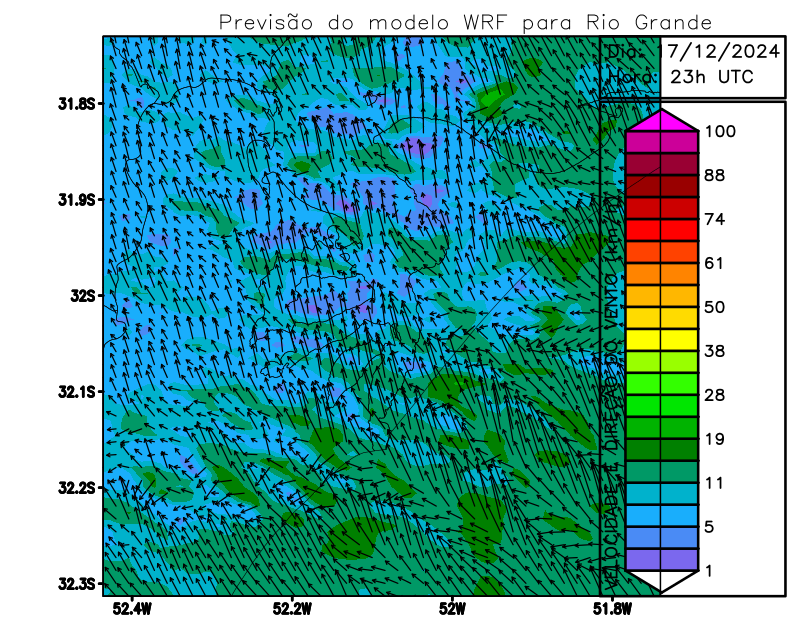 Previsão do modelo WRF para Rio Grande
Dia: 17/12/2024
Hora: 23h UTC
31.8S
31.9S
32S
32.1S
32.2S
32.3S
52.4W
52.2W
52W
51.8W
VELOCIDADE E DIREÇÃO DO VENTO (km/h)
100
88
74
61
50
38
28
19
11
5
1